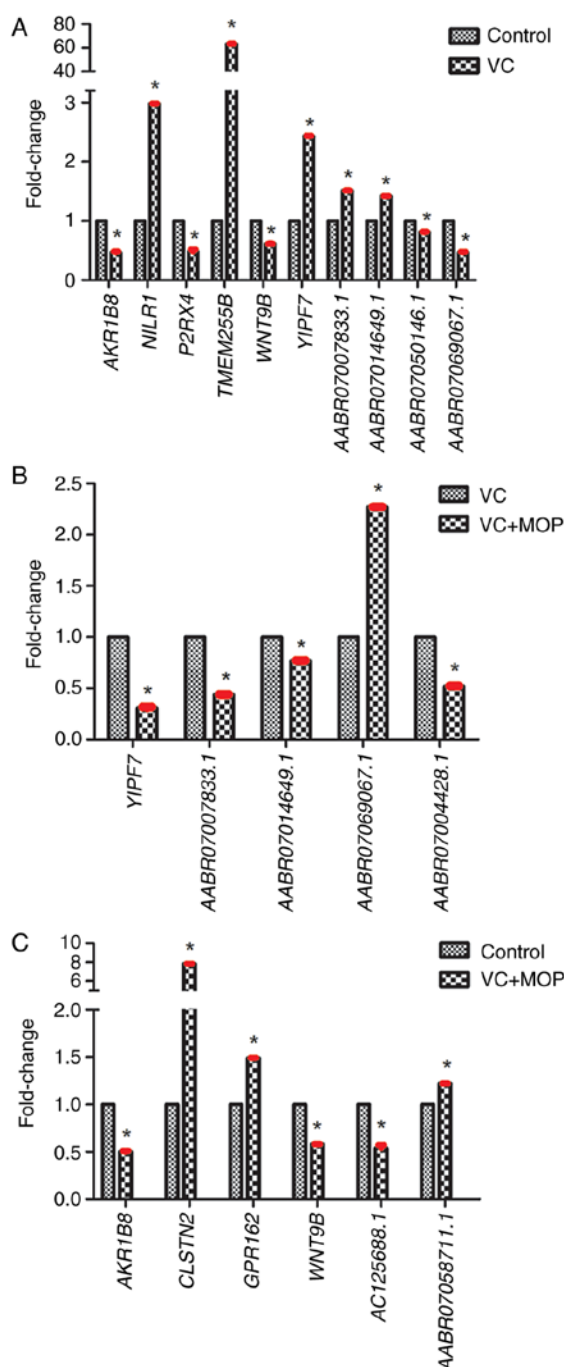 A
Fold-change
80
60
40
3
2
1
0
Control
VC
* * * * * * * * * *
AKR1B8
NILR1
P2RX4
TMEM255B
WNT9B
YIPF7
AABR07007833.1
AABR07014649.1
AABR07050146.1
AABR07069067.1
B
Fold-change
2.5
2.0
1.5
1.0
0.5
0.0
VC
VC+MOP
* * * * *
YIPF7
AABR07007833.1
AABR07014649.1
AABR07069067.1
AABR07004428.1
C
Fold-change
10
8
6
2.0
1.5
1.0
0.5
0.0
Control
VC+MOP
* * * * * *
AKR1B8
CLSTN2
GPR162
WNT9B
AC125688.1
AABR07058711.1